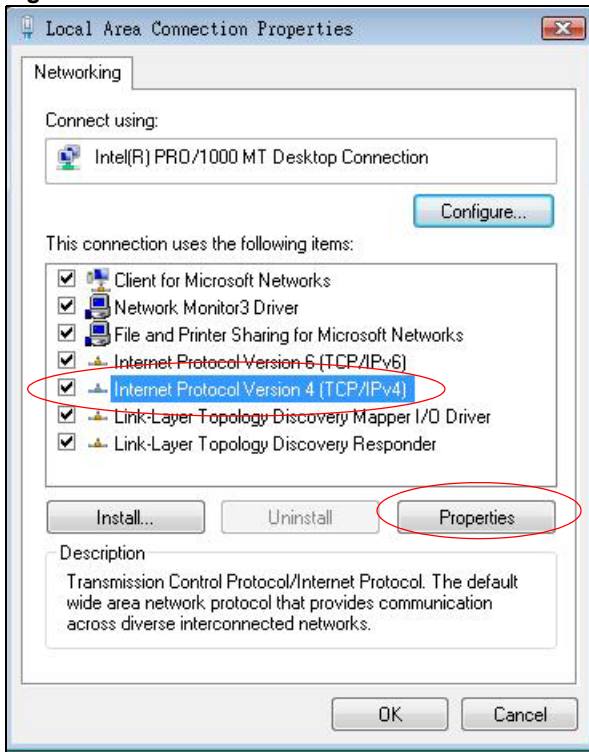 Local Area Connection Properties
Networking
Connect using:
Intel(R) PRO/1000 MT Desktop Connection
Configure...
This connection uses the following items:
Client for Microsoft Networks
Network Monitor3 Driver
File and Printer Sharing for Microsoft Networks
Internet Protocol Version 6 (TCP/IPv6)
Internet Protocol Version 4 (TCP/IPv4)
Link-Layer Topology Discovery Mapper I/O Driver
Link-Layer Topology Discovery Responder
Install...
Uninstall
Properties
Description
Transmission Control Protocol/Internet Protocol. The default
wide area network protocol that provides communication
across diverse interconnected networks.
OK
Cancel